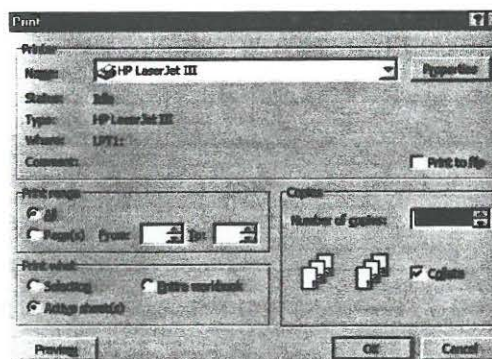 Print
Printer
Name: HP LaserJet III Properties
Status: Idle
Type: HP LaserJet III
Where: LPT1:
Comment: Print to file
Print range
All
Page(s) From: To:
Copies
Number of copies:
Collate
Print what
Selection Entire workbook
Active sheet(s)
Preview OK Cancel